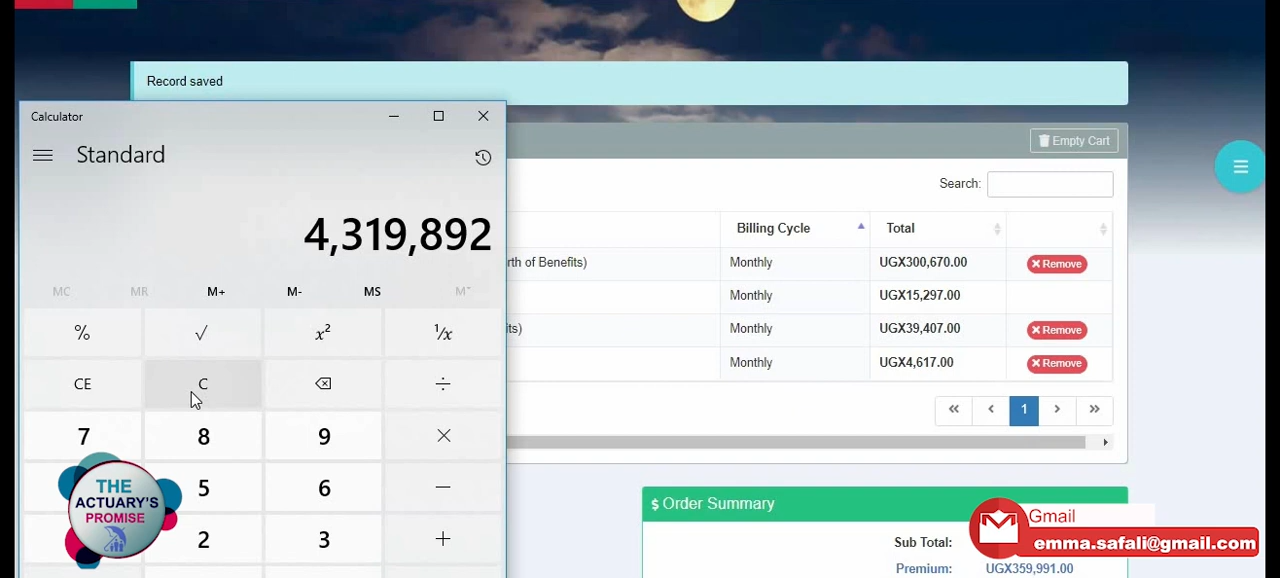 Record saved
Calculator
Standard
4,319,892
MC MR M+ M- MS M˅
% √ x² ¹/x
CE C ÷
7 8 9 ×
5 6 −
2 3 +
Empty Cart
Search:
Billing Cycle Total
rth of Benefits) Monthly UGX300,670.00 Remove
Monthly UGX15,297.00
its) Monthly UGX39,407.00 Remove
Monthly UGX4,617.00 Remove
« ‹ 1 › »
$ Order Summary
Sub Total:
Premium: UGX359,991.00
THE
ACTUARY'S
PROMISE
Gmail
emma.safali@gmail.com